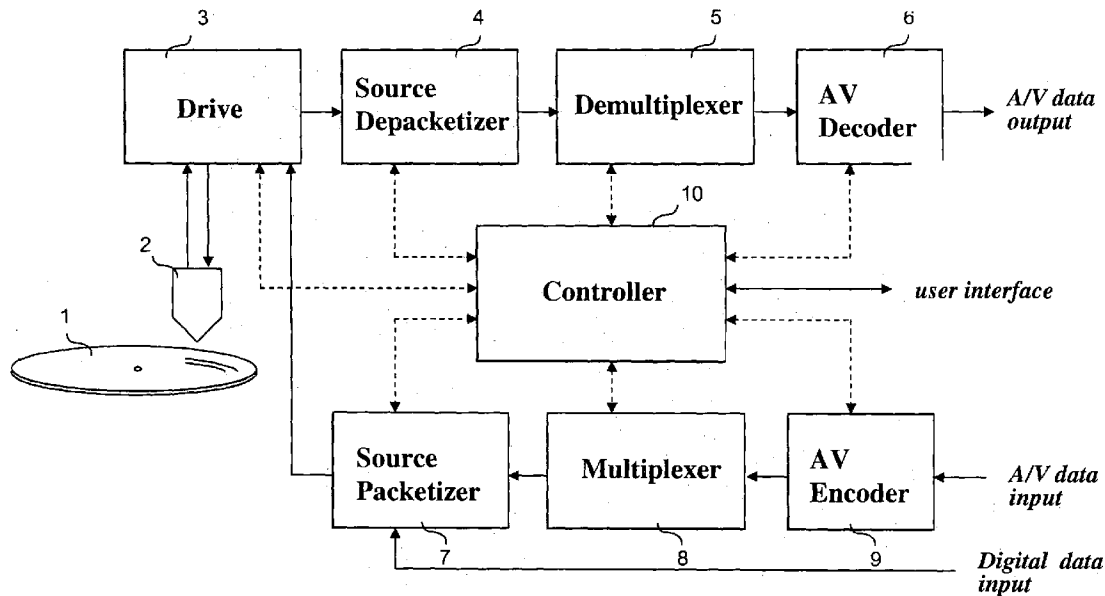 3
4
5
6
Drive
Source
Depacketizer
Demultiplexer
AV
Decoder
A/V data
output
10
2
Controller
user interface
1
Source
Packetizer
Multiplexer
AV
Encoder
A/V data
input
7
8
9
Digital data
input